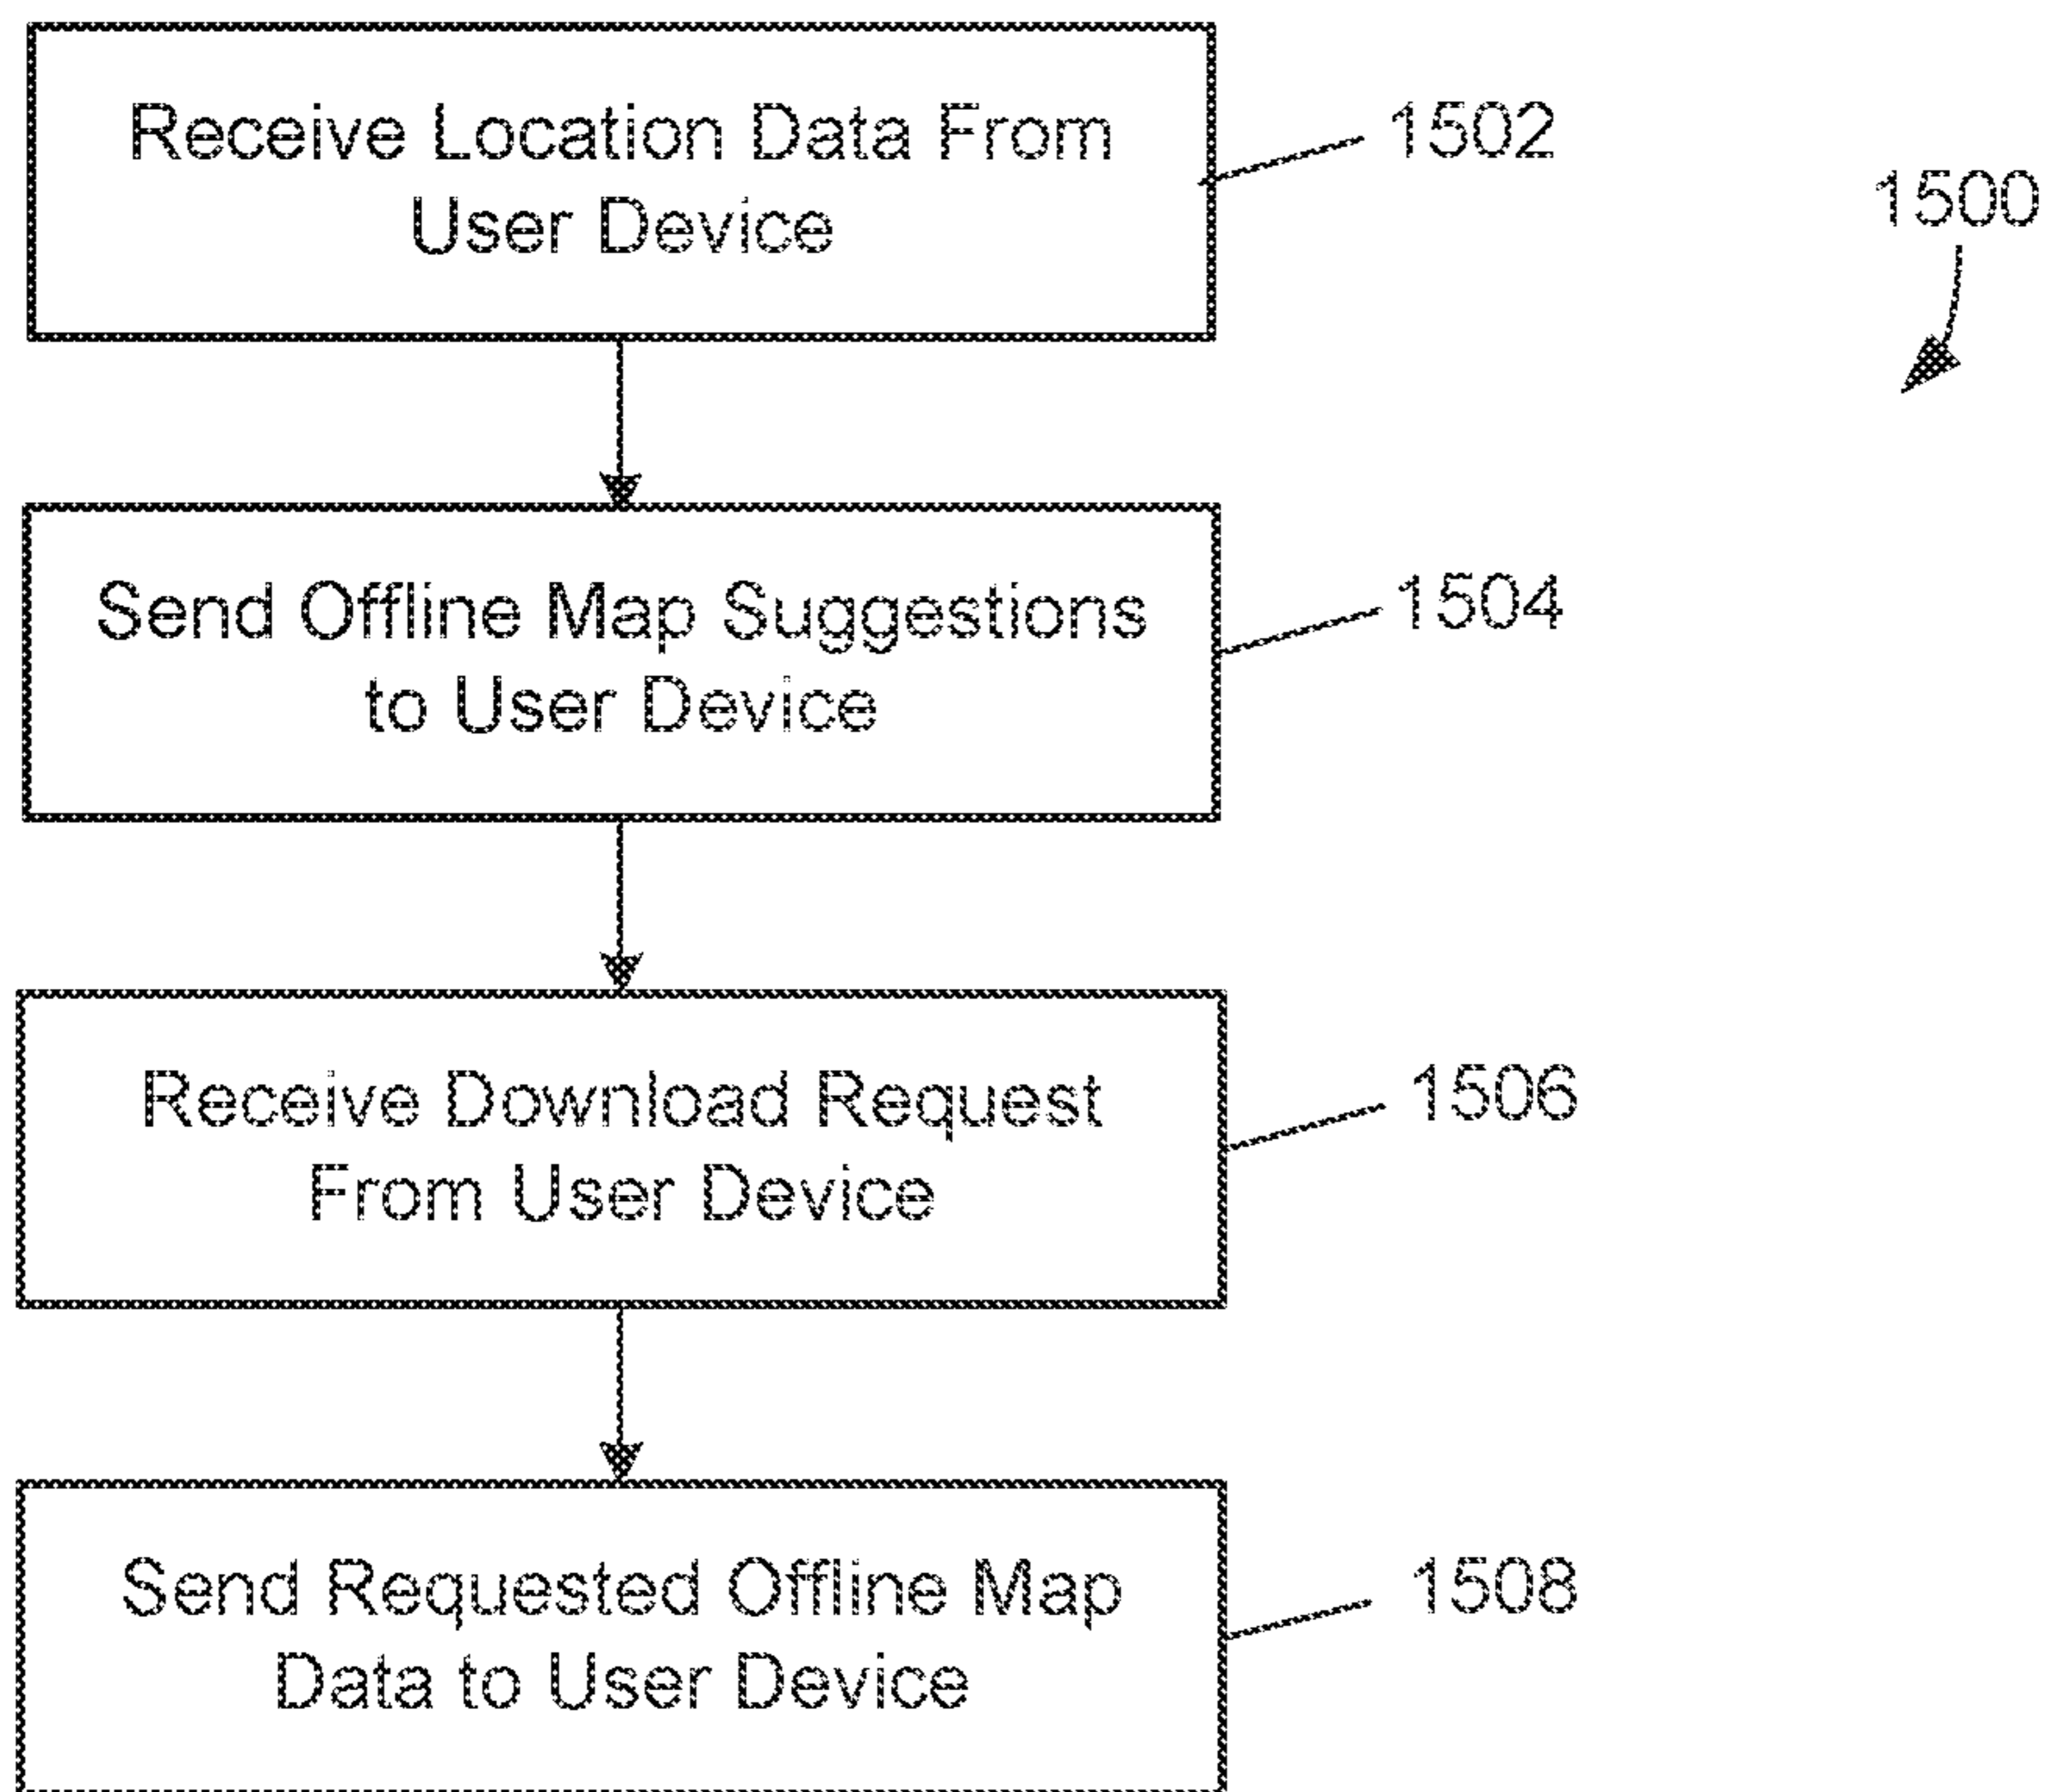 Receive Location Data From
User Device
1502
1500
Send Offline Map Suggestions
to User Device
1504
Receive Download Request
From User Device
1506
Send Requested Offline Map
Data to User Device
1508